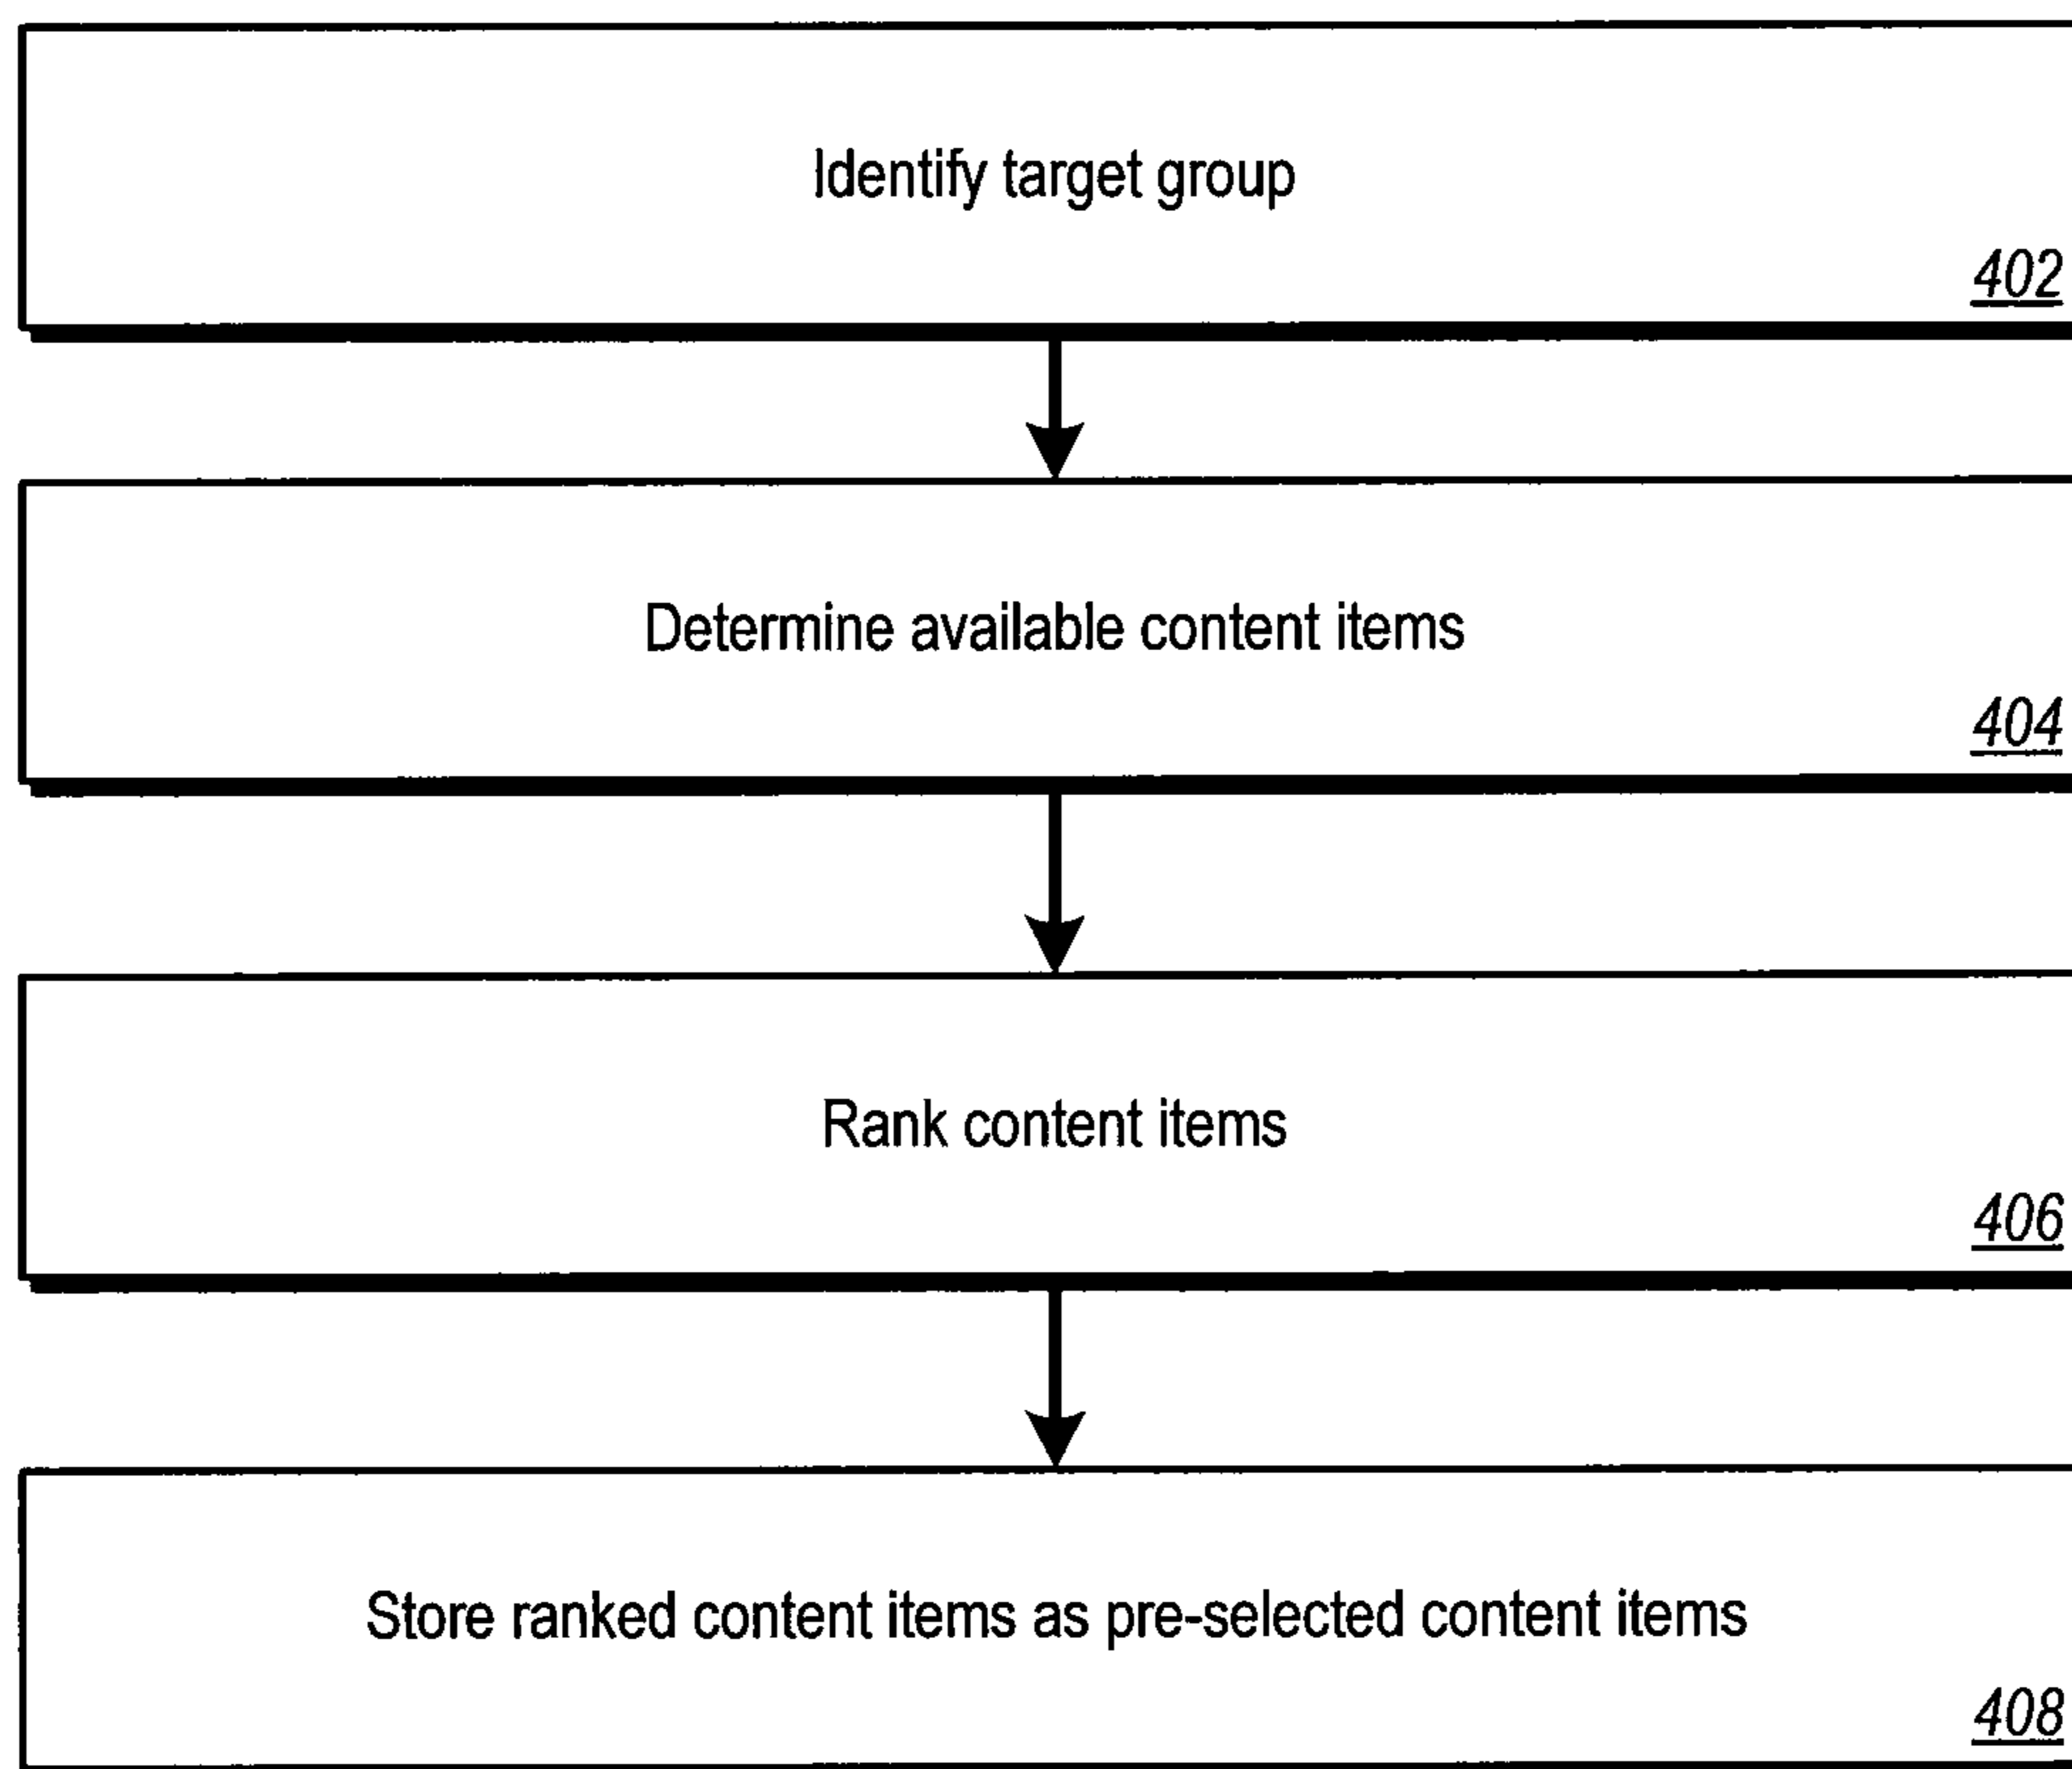 Identify target group
402
Determine available content items
404
Rank content items
406
Store ranked content items as pre-selected content items
408